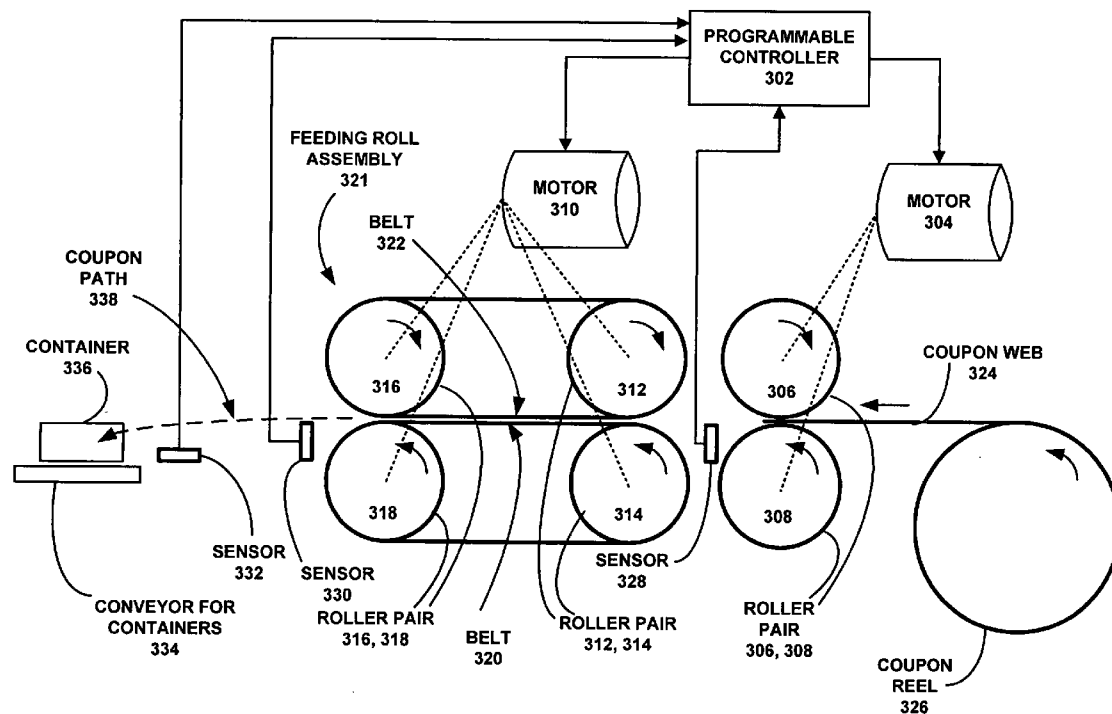 PROGRAMMABLE
CONTROLLER
302
FEEDING ROLL
ASSEMBLY
321
MOTOR
310
MOTOR
304
BELT
322
COUPON
PATH
338
CONTAINER
336
COUPON WEB
324
316
312
306
318
314
308
SENSOR
332
SENSOR
330
SENSOR
328
CONVEYOR FOR
CONTAINERS
334
ROLLER PAIR
316, 318
BELT
320
ROLLER PAIR
312, 314
ROLLER
PAIR
306, 308
COUPON
REEL
326